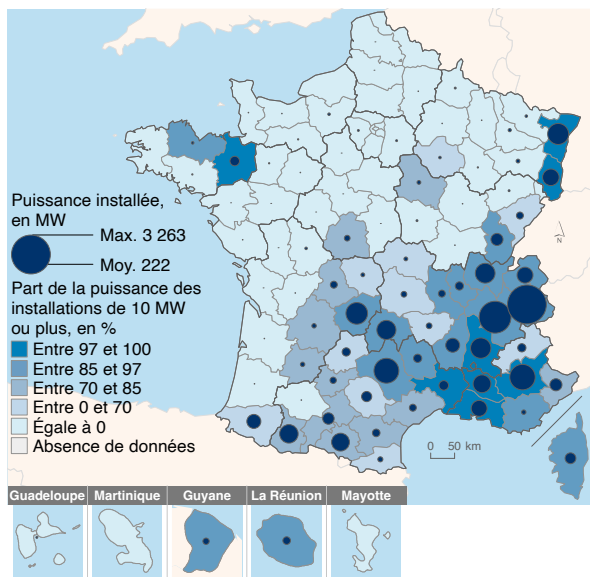 Puissance installée,
en MW
Max. 3 263
Moy. 222
Part de la puissance des
installations de 10 MW
ou plus, en %
Entre 97 et 100
Entre 85 et 97
Entre 70 et 85
Entre 0 et 70
Égale à 0
Absence de données
N
0 50 km
Guadeloupe Martinique Guyane La Réunion Mayotte